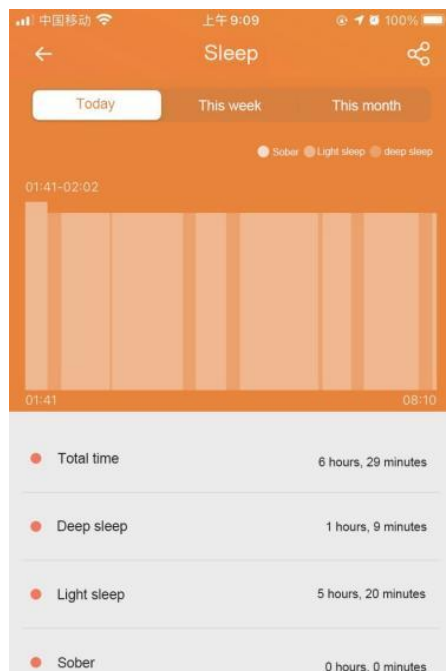 中国移动 上午9:09 100%
Sleep
Today This week This month
Sober Light sleep deep sleep
01:41-02:02
01:41 08:10
Total time 6 hours, 29 minutes
Deep sleep 1 hours, 9 minutes
Light sleep 5 hours, 20 minutes
Sober 0 hours, 0 minutes